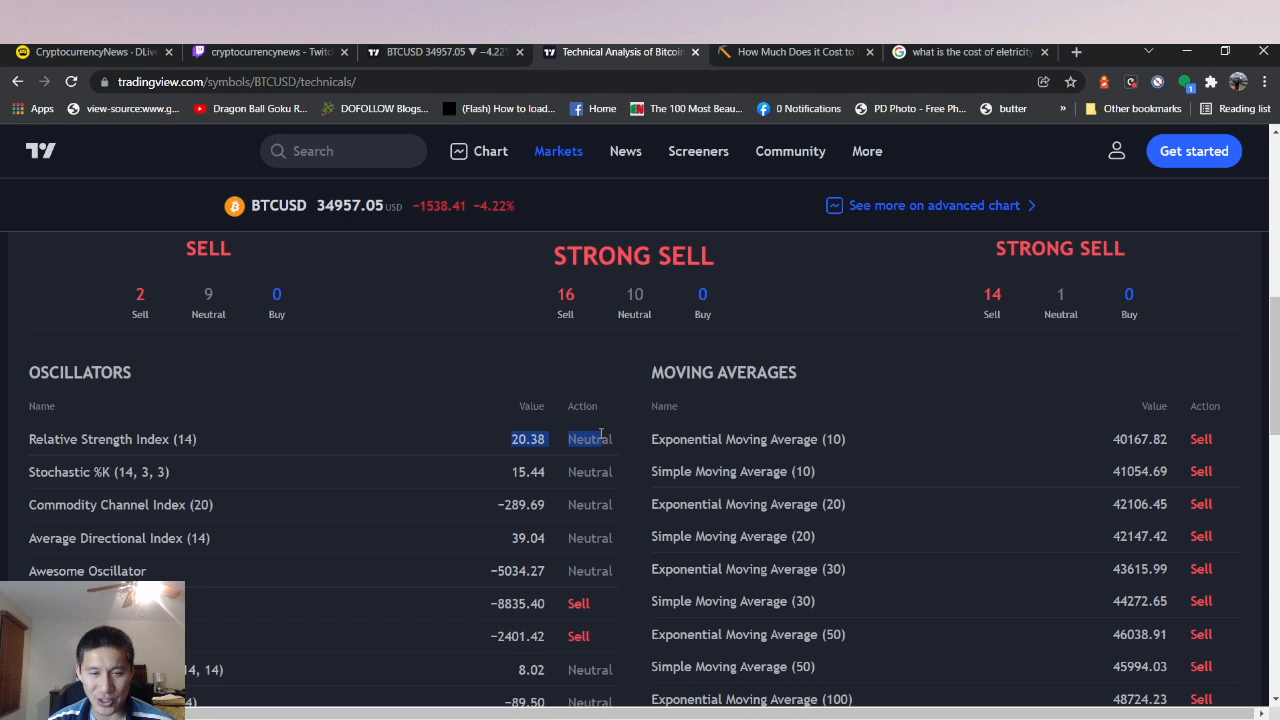 CryptocurrencyNews · DLive
cryptocurrencynews - Twitch
BTCUSD 34957.05 ▼ −4.22%
Technical Analysis of Bitcoin
How Much Does it Cost to
what is the cost of eletricity
tradingview.com/symbols/BTCUSD/technicals/
Apps
view-source:www.g...
Dragon Ball Goku R...
DOFOLLOW Blogs...
(Flash) How to load...
Home
The 100 Most Beau...
0 Notifications
PD Photo - Free Ph...
butter
»
Other bookmarks
Reading list
Search
Chart
Markets
News
Screeners
Community
More
Get started
BTCUSD 34957.05 USD −1538.41 −4.22%
See more on advanced chart
SELL
STRONG SELL
STRONG SELL
2 9 0
Sell Neutral Buy
16 10 0
Sell Neutral Buy
14 1 0
Sell Neutral Buy
OSCILLATORS
Name Value Action
Relative Strength Index (14) 20.38 Neutral
Stochastic %K (14, 3, 3) 15.44 Neutral
Commodity Channel Index (20) −289.69 Neutral
Average Directional Index (14) 39.04 Neutral
Awesome Oscillator −5034.27 Neutral
−8835.40 Sell
−2401.42 Sell
14, 14) 8.02 Neutral
4) −89.50 Neutral
MOVING AVERAGES
Name Value Action
Exponential Moving Average (10) 40167.82 Sell
Simple Moving Average (10) 41054.69 Sell
Exponential Moving Average (20) 42106.45 Sell
Simple Moving Average (20) 42147.42 Sell
Exponential Moving Average (30) 43615.99 Sell
Simple Moving Average (30) 44272.65 Sell
Exponential Moving Average (50) 46038.91 Sell
Simple Moving Average (50) 45994.03 Sell
Exponential Moving Average (100) 48724.23 Sell